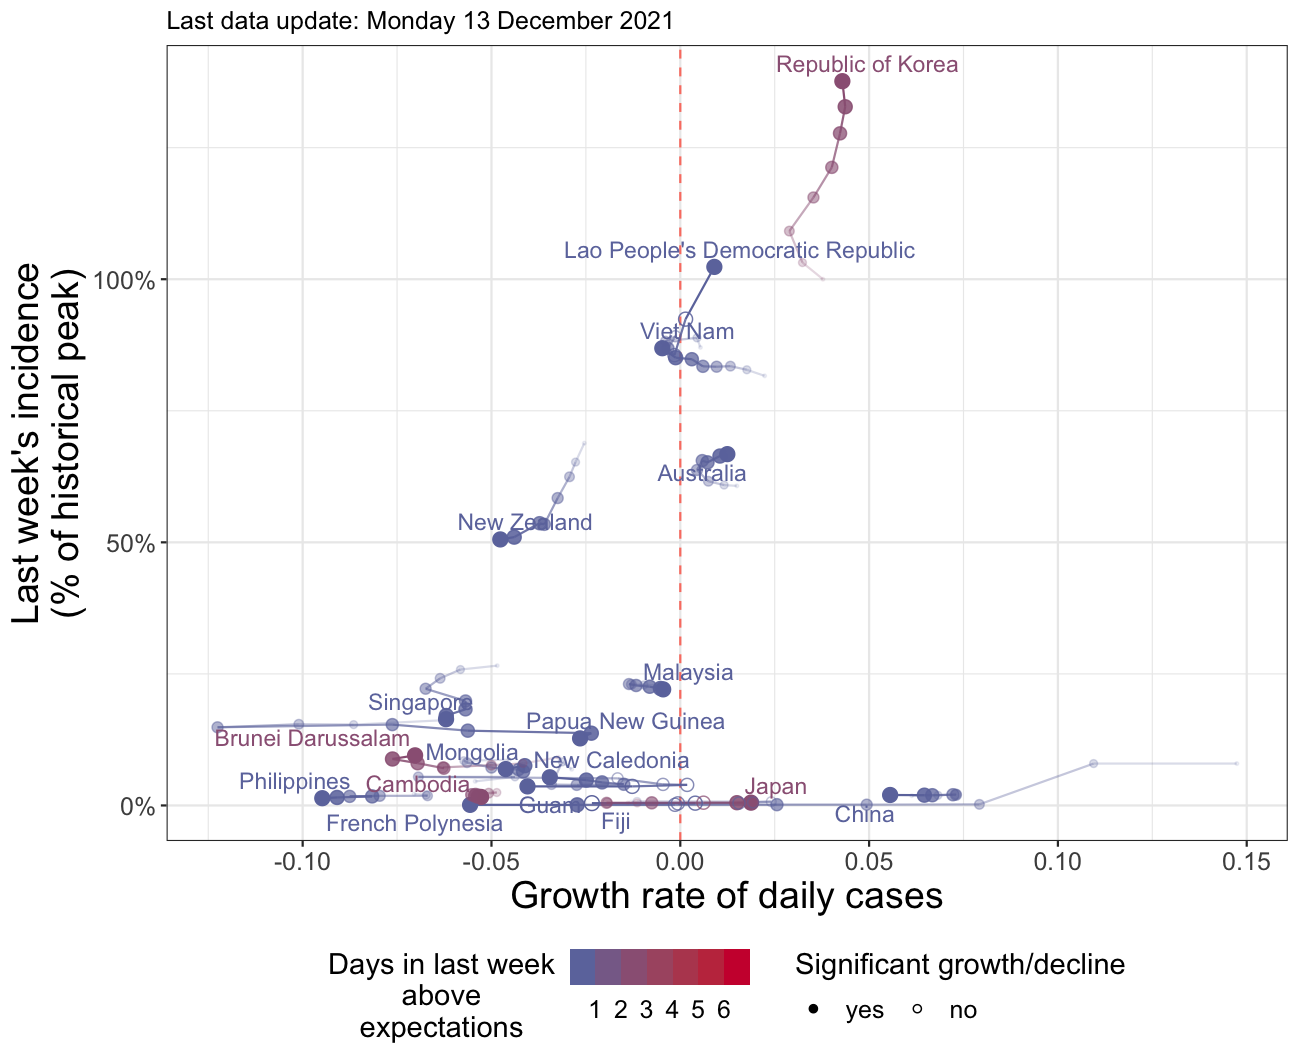 Last data update: Monday 13 December 2021
Republic of Korea
Lao People's Democratic Republic
Viet Nam
Australia
New Zealand
Malaysia
Singapore
Papua New Guinea
Brunei Darussalam
Mongolia
New Caledonia
Philippines
Cambodia
Japan
Guam
French Polynesia
Fiji
China
Last week's incidence
(% of historical peak)
100%
50%
0%
-0.10
-0.05
0.00
0.05
0.10
0.15
Growth rate of daily cases
Days in last week
above
expectations
1 2 3 4 5 6
Significant growth/decline
yes no